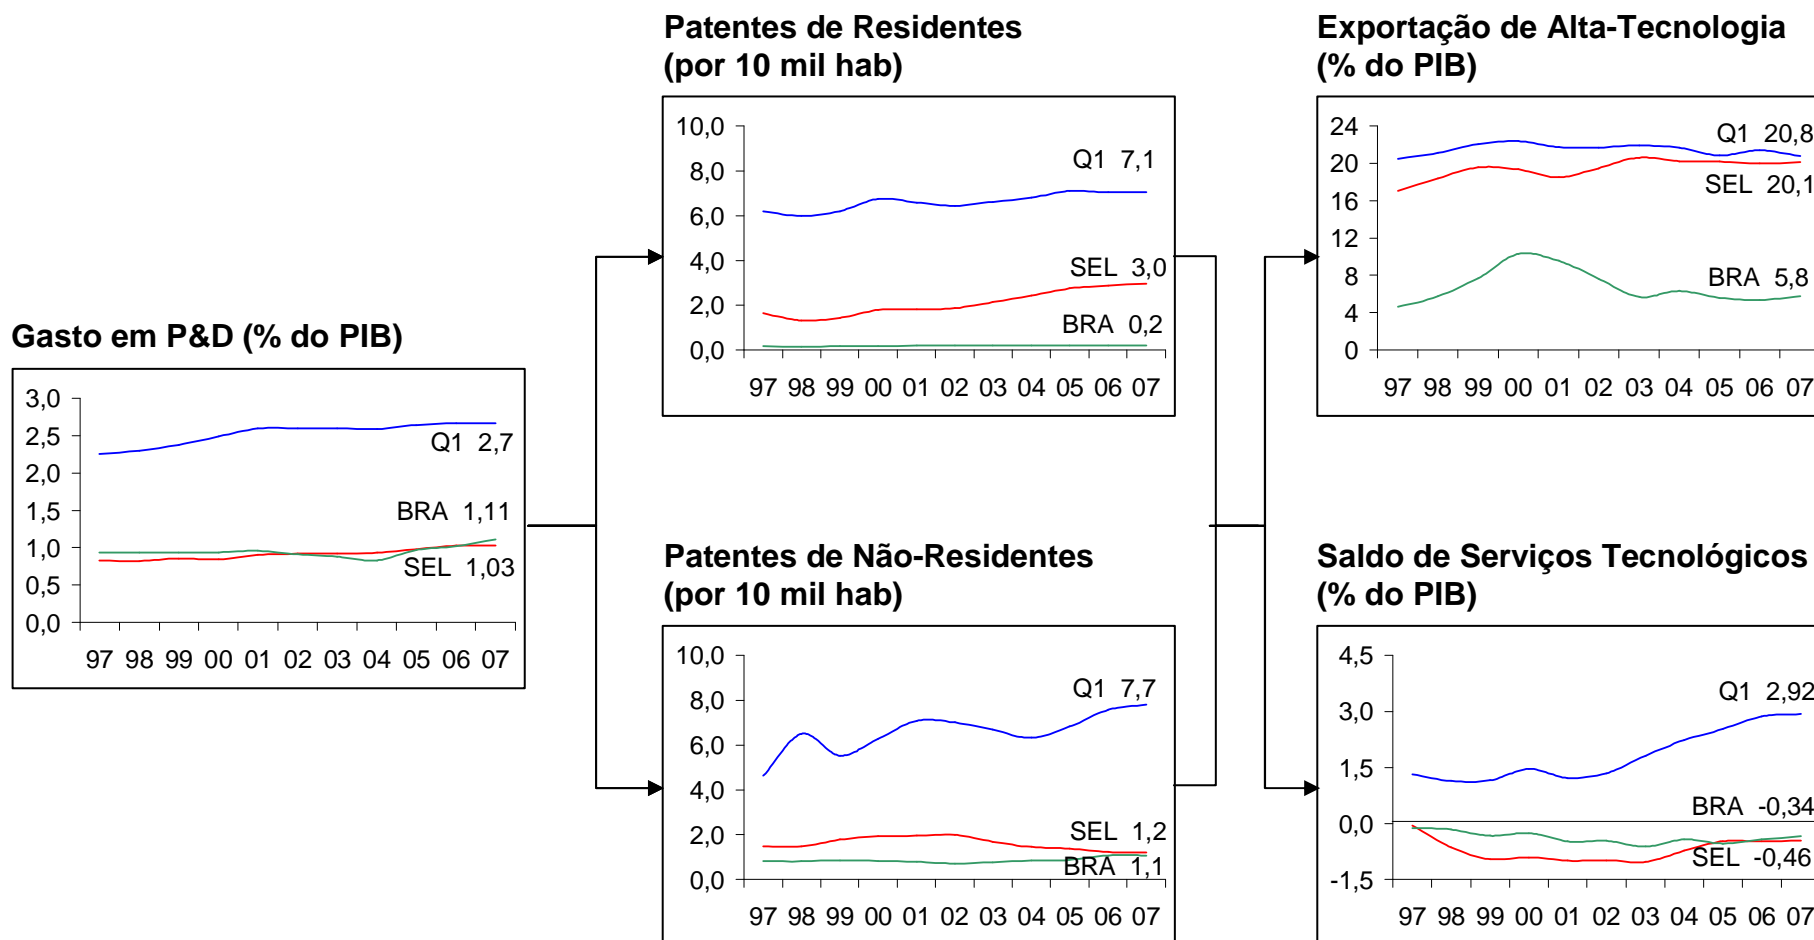 Gasto em P&D (% do PIB)
3,0
2,5
2,0
1,5
1,0
0,5
0,0
Q1 2,7
BRA 1,11
SEL 1,03
97 98 99 00 01 02 03 04 05 06 07
Patentes de Residentes
(por 10 mil hab)
10,0
8,0
6,0
4,0
2,0
0,0
Q1 7,1
SEL 3,0
BRA 0,2
97 98 99 00 01 02 03 04 05 06 07
Patentes de Não-Residentes
(por 10 mil hab)
10,0
8,0
6,0
4,0
2,0
0,0
Q1 7,7
SEL 1,2
BRA 1,1
97 98 99 00 01 02 03 04 05 06 07
Exportação de Alta-Tecnologia
(% do PIB)
24
20
16
12
8
4
0
Q1 20,8
SEL 20,1
BRA 5,8
97 98 99 00 01 02 03 04 05 06 07
Saldo de Serviços Tecnológicos
(% do PIB)
4,5
3,0
1,5
0,0
-1,5
Q1 2,92
BRA -0,34
SEL -0,46
97 98 99 00 01 02 03 04 05 06 07